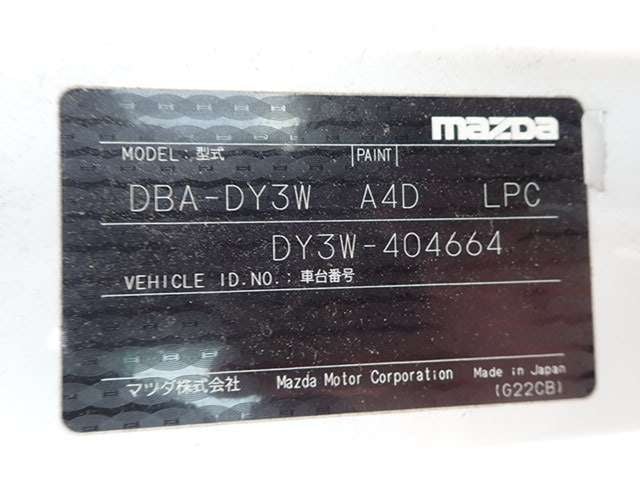 mazda
MODEL:型式 |PAINT|
DBA-DY3W A4D LPC
DY3W-404664
VEHICLE ID.NO.:車台番号
マツダ株式会社 Mazda Motor Corporation Made in Japan
(G22CB)